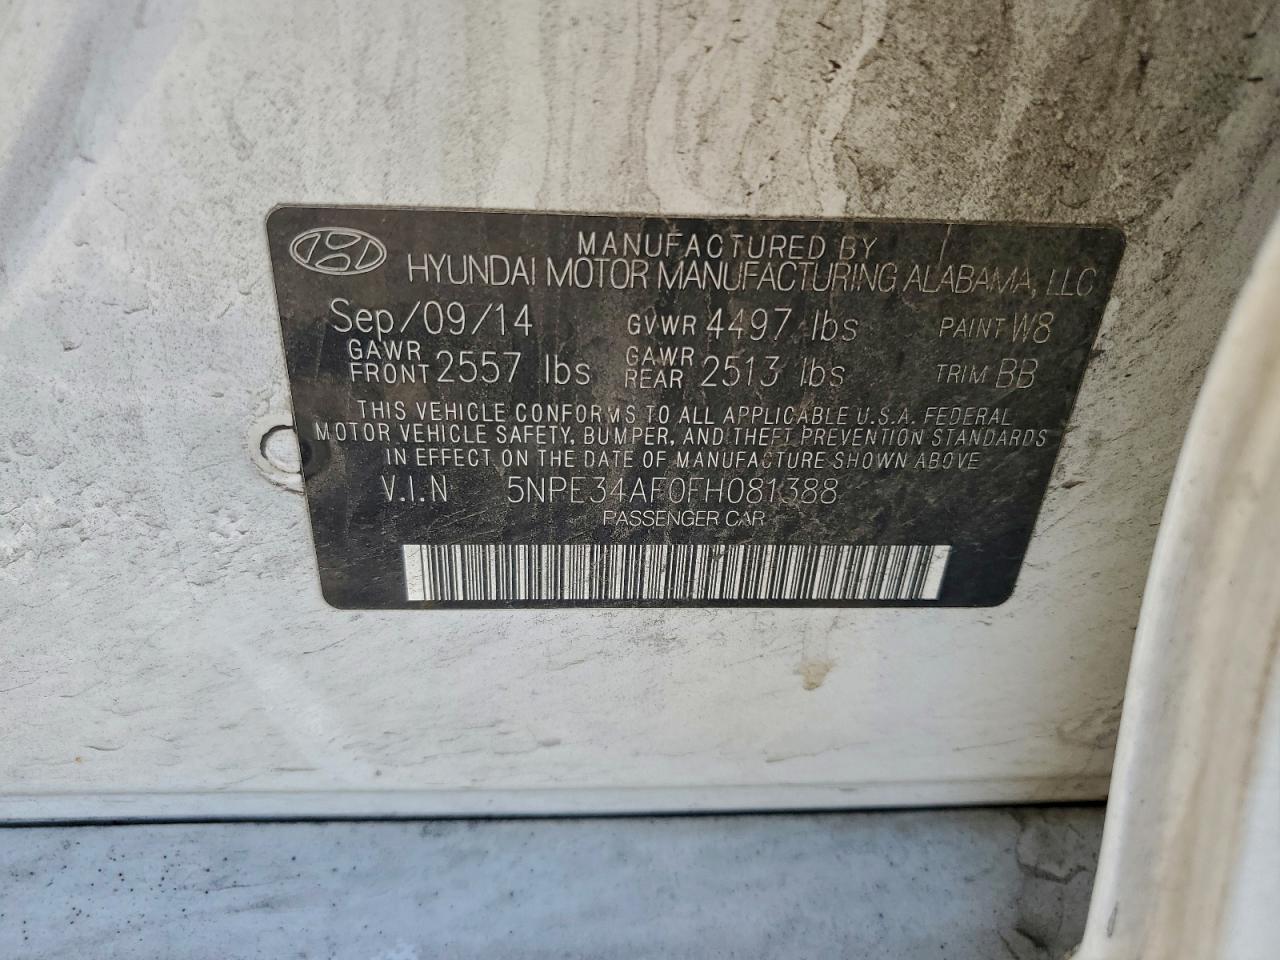 MANUFACTURED BY
HYUNDAI MOTOR MANUFACTURING ALABAMA, LLC
Sep/09/14 GVWR 4497 lbs PAINT W8
GAWR FRONT 2557 lbs GAWR REAR 2513 lbs TRIM BB
THIS VEHICLE CONFORMS TO ALL APPLICABLE U.S.A. FEDERAL
MOTOR VEHICLE SAFETY, BUMPER, AND THEFT PREVENTION STANDARDS
IN EFFECT ON THE DATE OF MANUFACTURE SHOWN ABOVE
V.I.N 5NPE34AF0FH081388
PASSENGER CAR